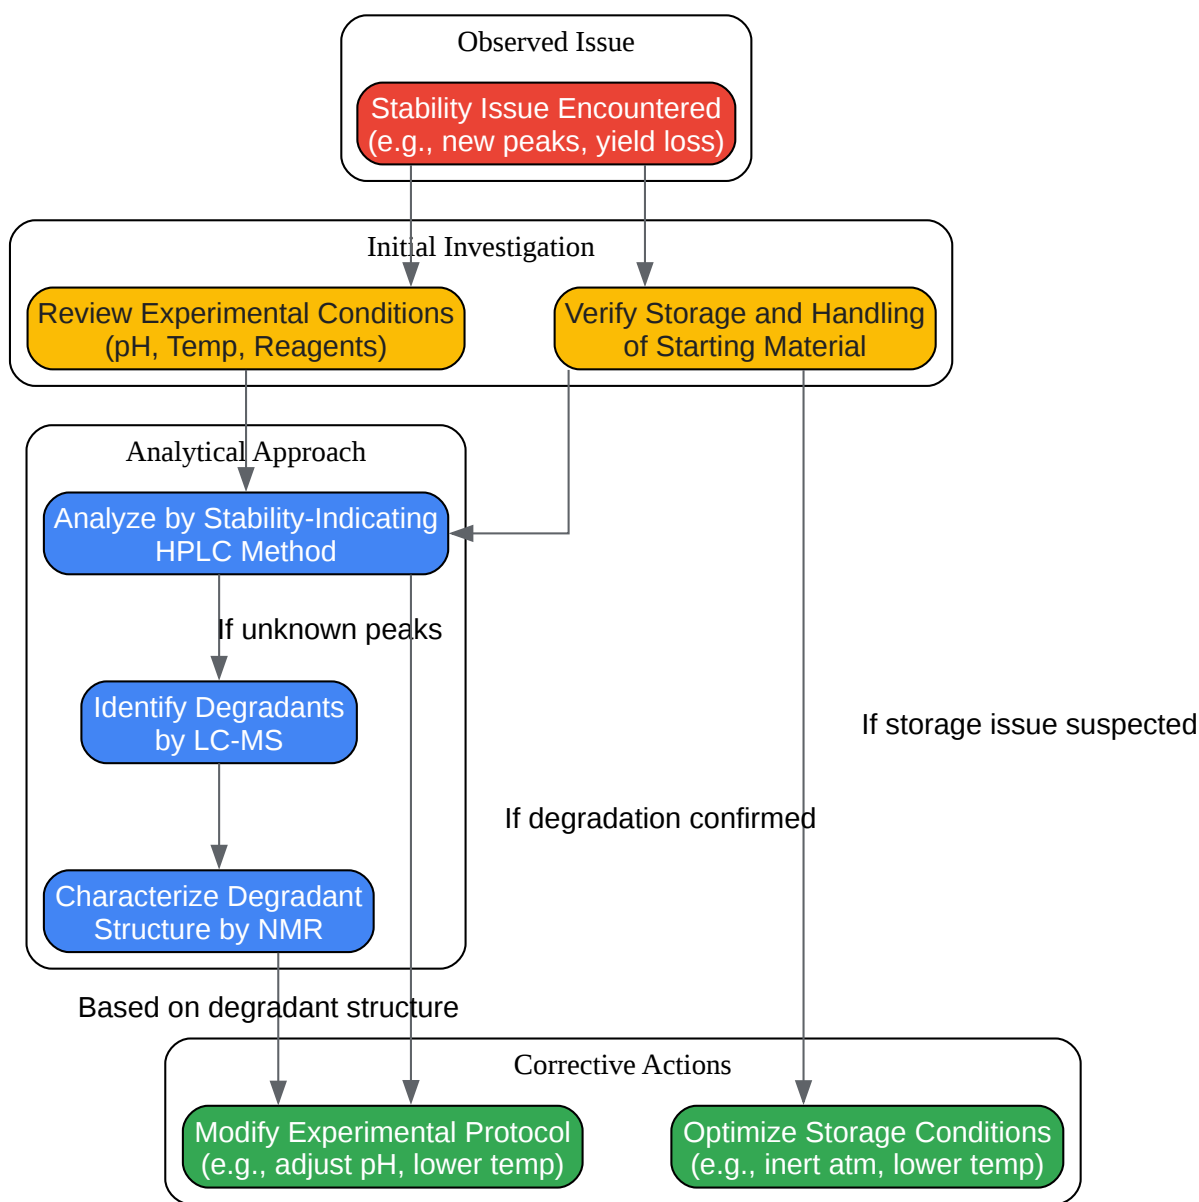 Observed Issue
Stability Issue Encountered
(e.g., new peaks, yield loss)
Initial Investigation
Review Experimental Conditions
(pH, Temp, Reagents)
Verify Storage and Handling
of Starting Material
Analytical Approach
Analyze by Stability-Indicating
HPLC Method
If unknown peaks
Identify Degradants
by LC-MS
If storage issue suspected
If degradation confirmed
Characterize Degradant
Structure by NMR
Based on degradant structure
Corrective Actions
Modify Experimental Protocol
(e.g., adjust pH, lower temp)
Optimize Storage Conditions
(e.g., inert atm, lower temp)